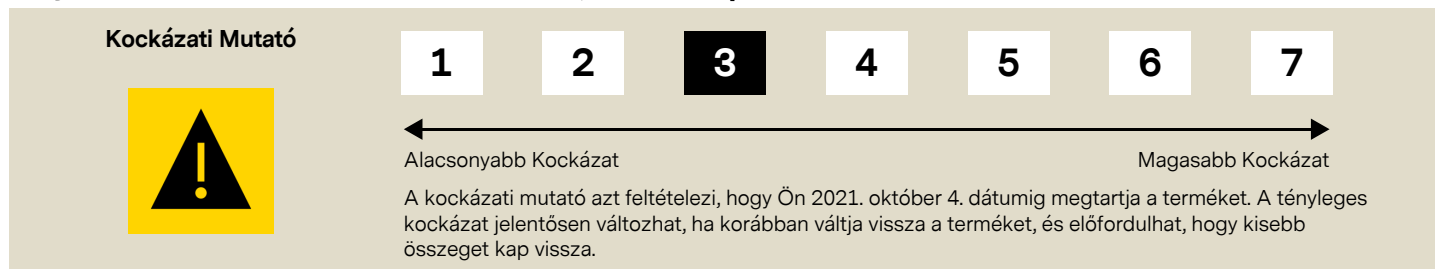 Kockázati Mutató
1 2 3 4 5 6 7
Alacsonyabb Kockázat Magasabb Kockázat
A kockázati mutató azt feltételezi, hogy Ön 2021. október 4. dátumig megtartja a terméket. A tényleges
kockázat jelentősen változhat, ha korábban váltja vissza a terméket, és előfordulhat, hogy kisebb
összeget kap vissza.